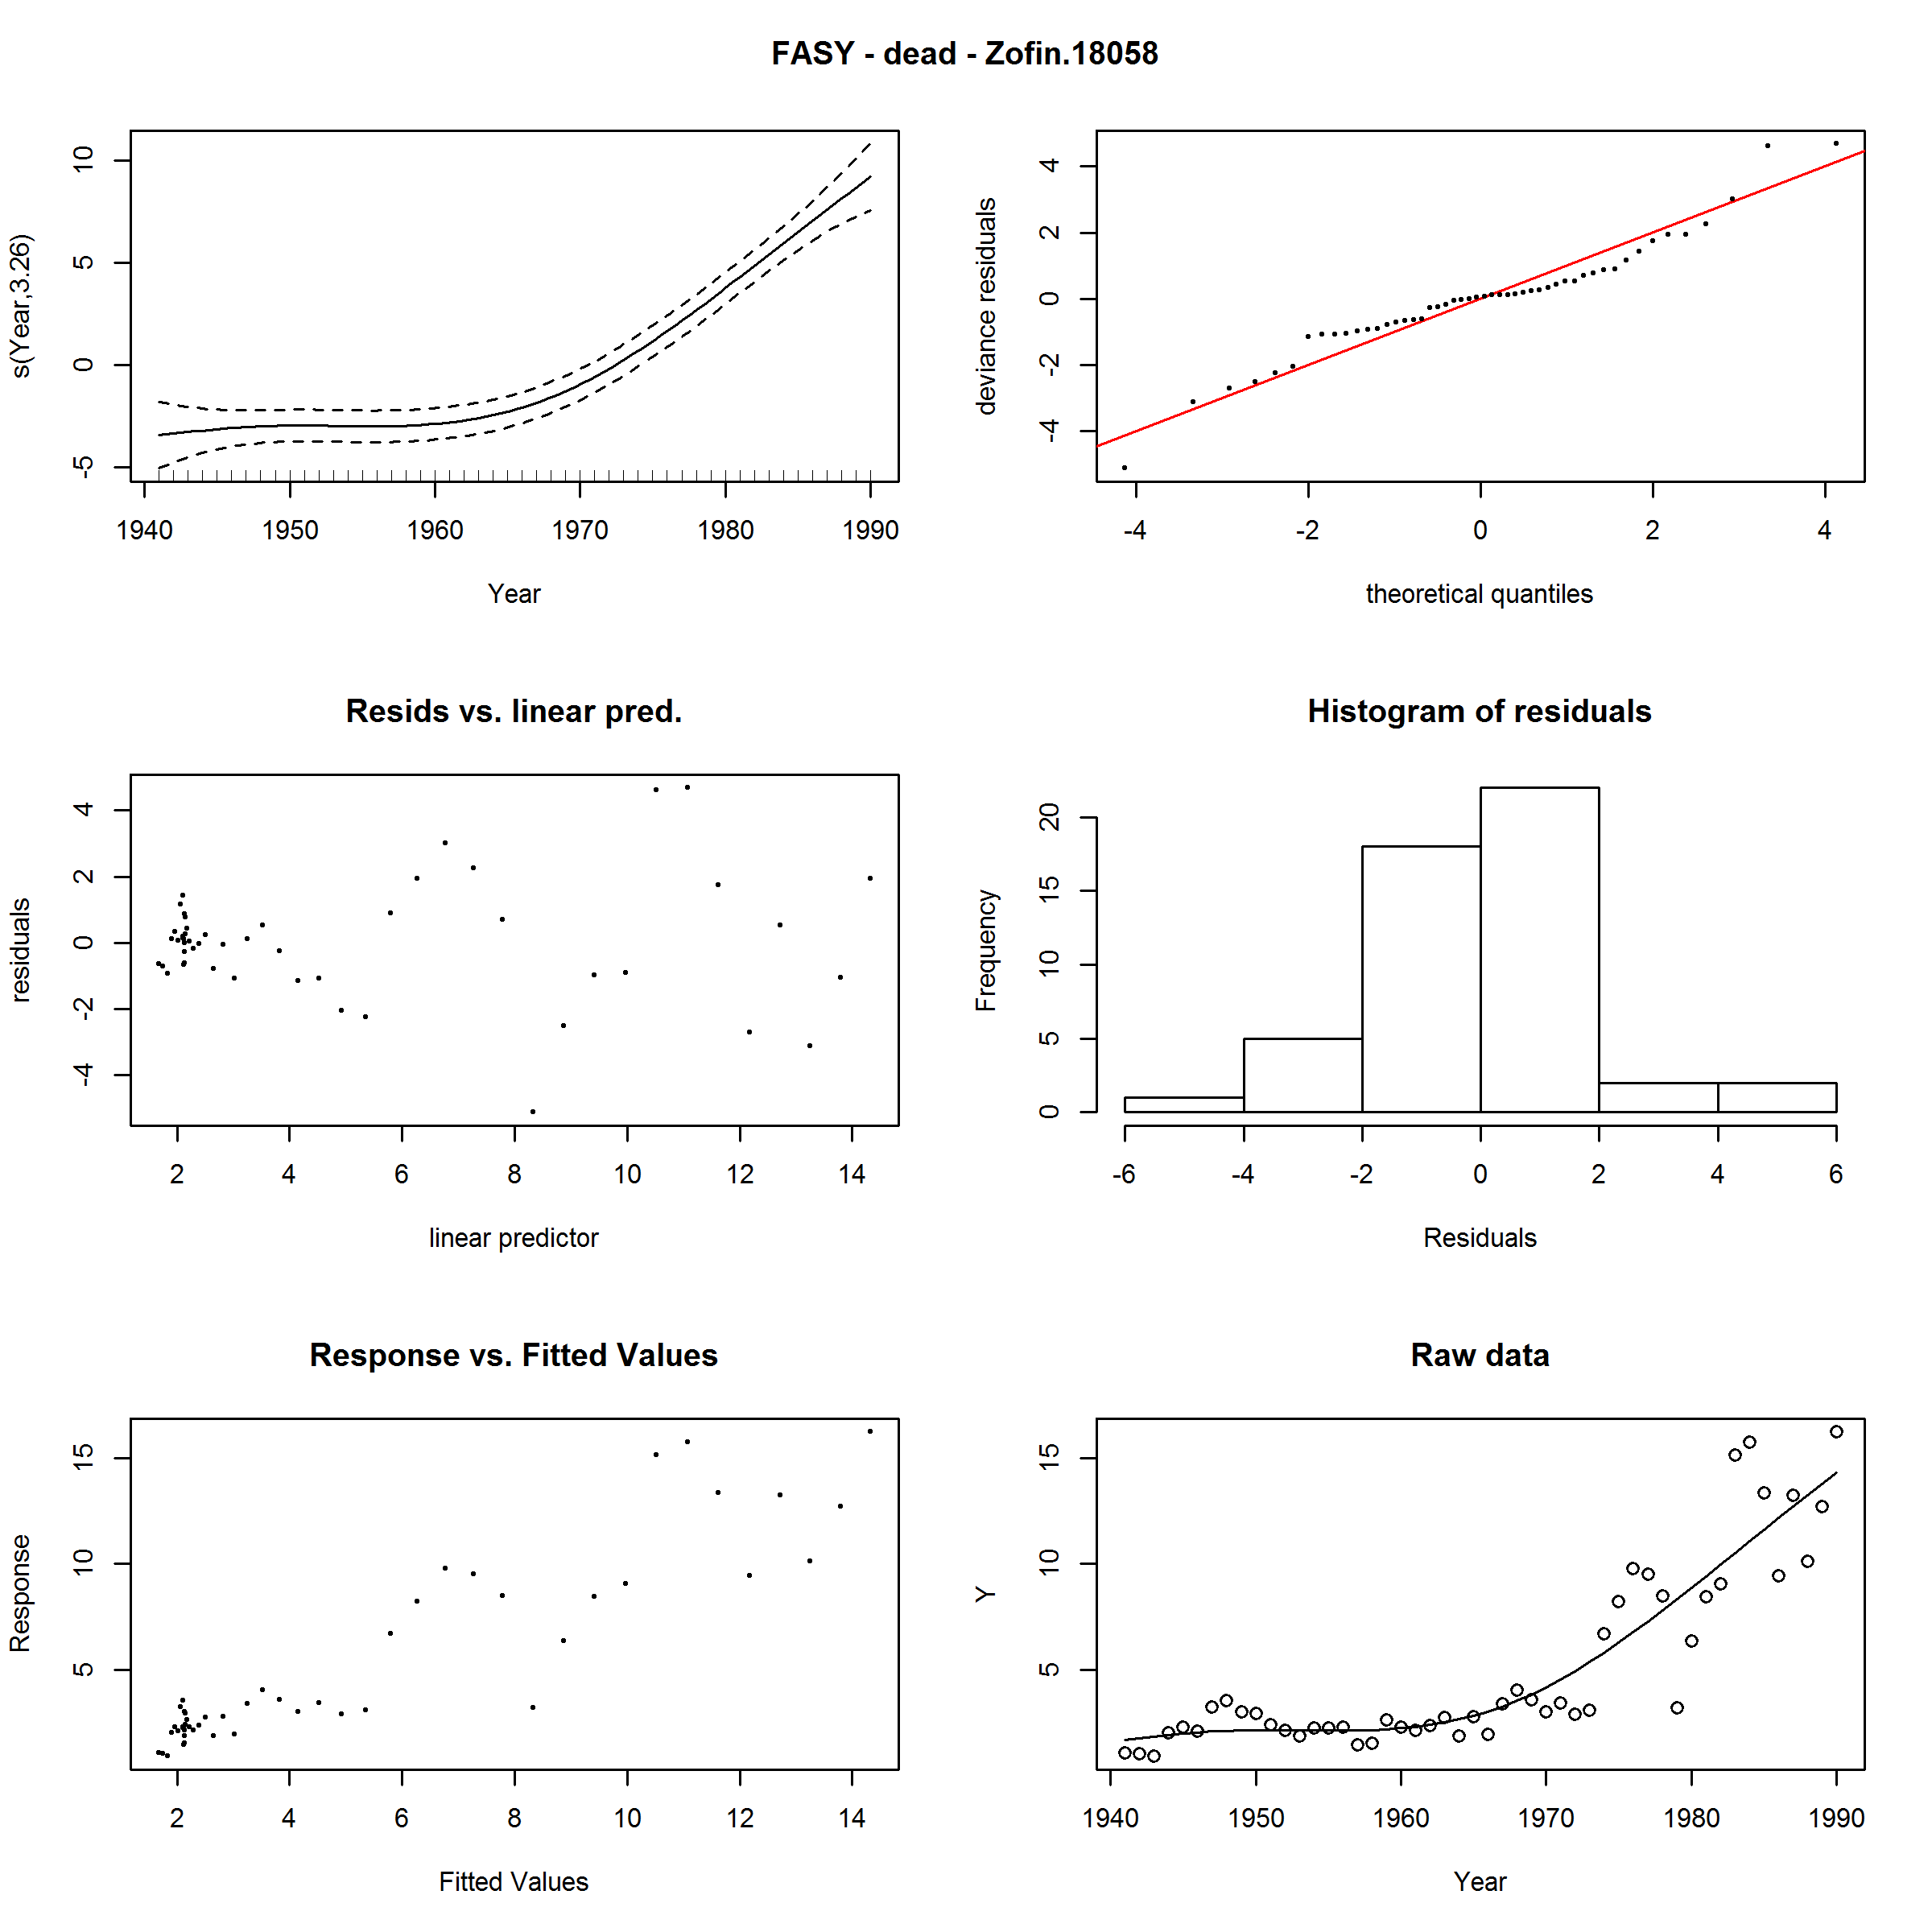 FASY - dead - Zofin.18058
s(Year,3.26)
10
5
0
-5
1940 1950 1960 1970 1980 1990
Year
deviance residuals
4
2
0
-2
-4
-4 -2 0 2 4
theoretical quantiles
Resids vs. linear pred.
residuals
4
2
0
-2
-4
2 4 6 8 10 12 14
linear predictor
Histogram of residuals
Frequency
20
15
10
5
0
-6 -4 -2 0 2 4 6
Residuals
Response vs. Fitted Values
Response
15
10
5
2 4 6 8 10 12 14
Fitted Values
Raw data
Y
15
10
5
1940 1950 1960 1970 1980 1990
Year